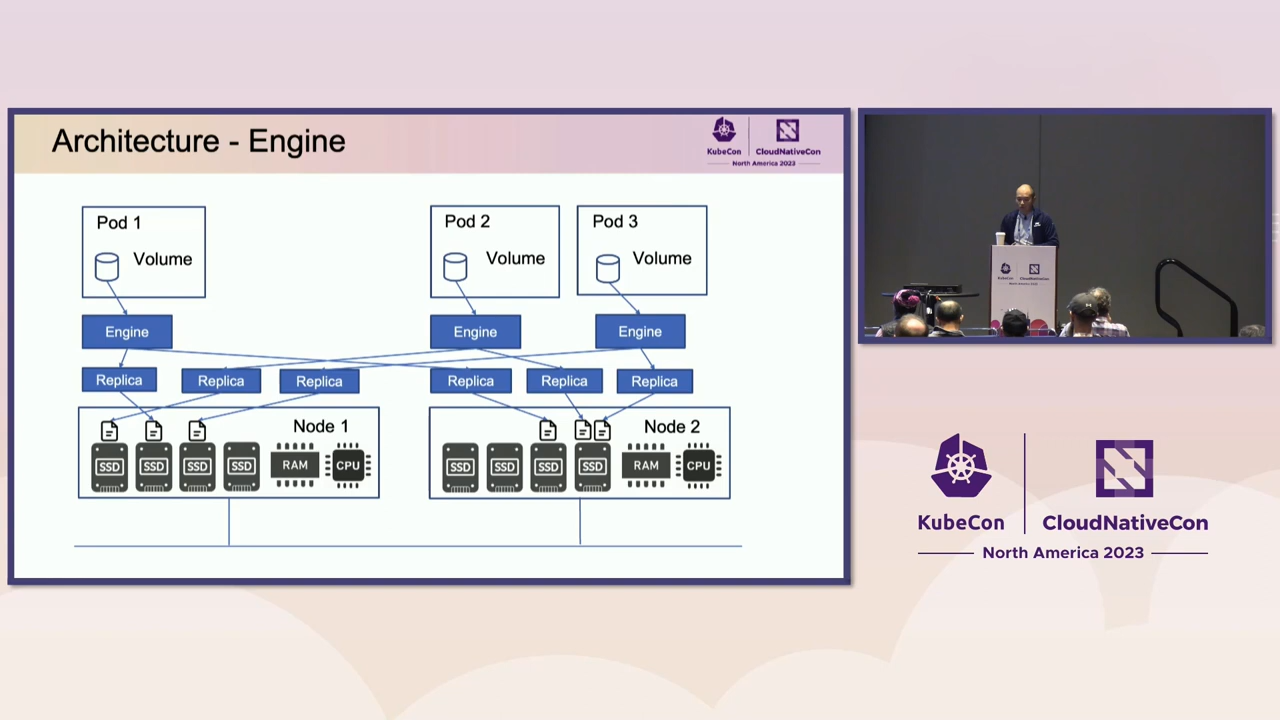 Architecture - Engine
KubeCon
CloudNativeCon
North America 2023
Pod 1
Volume
Pod 2
Volume
Pod 3
Volume
Engine
Engine
Engine
Replica
Replica
Replica
Replica
Replica
Replica
Node 1
SSD
SSD
SSD
SSD
RAM
CPU
Node 2
SSD
SSD
SSD
SSD
RAM
CPU
KubeCon
CloudNativeCon
North America 2023